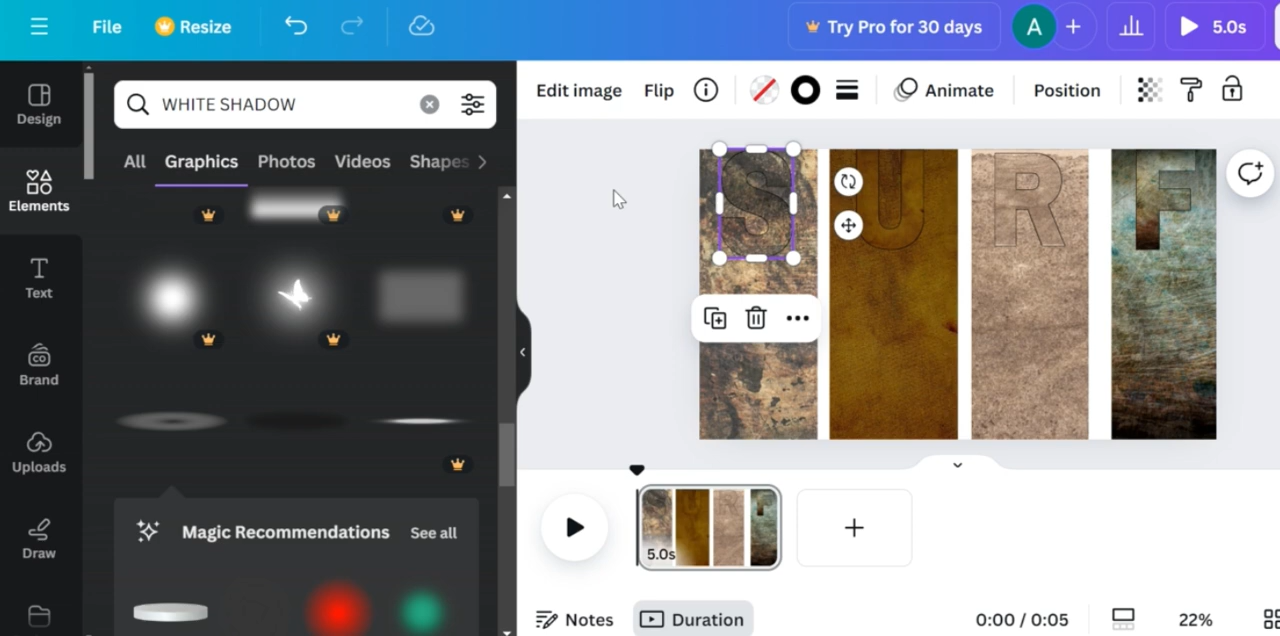 File
Resize
Try Pro for 30 days
A
5.0s
Design
WHITE SHADOW
Edit image
Flip
Animate
Position
All
Graphics
Photos
Videos
Shapes
Elements
S
U
R
F
Text
Brand
CO
Uploads
Magic Recommendations
See all
5.0s
Draw
Notes
Duration
0:00 / 0:05
22%